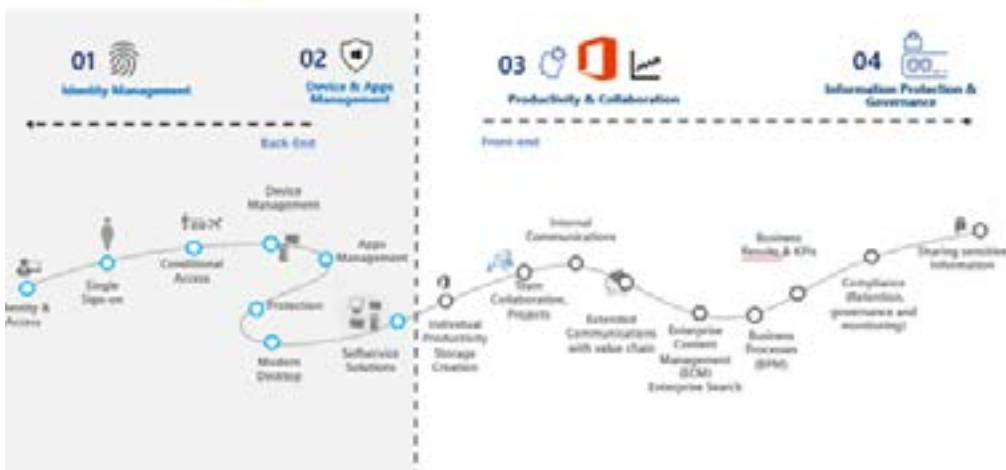 01
Identity Management
02
Device & Apps
Management
03
Productivity & Collaboration
04
Information Protection &
Governance
Back-End
Front-end
Access
Single
Sign-on
Conditional
Access
Device
Management
Apps
Management
Protection
Modern
Desktop
Selfservice
Solutions
Individual
Productivity
Storage
Creation
Team
Collaboration,
Projects
Internal
Communications
Extended
Communications
with value chain
Enterprise
Content
Management
(ECM)
Enterprise Search
Business
Processes
(BPM)
Business
& KPIs
Compliance
(Retention,
governance and
monitoring)
Sharing sensitive
Information